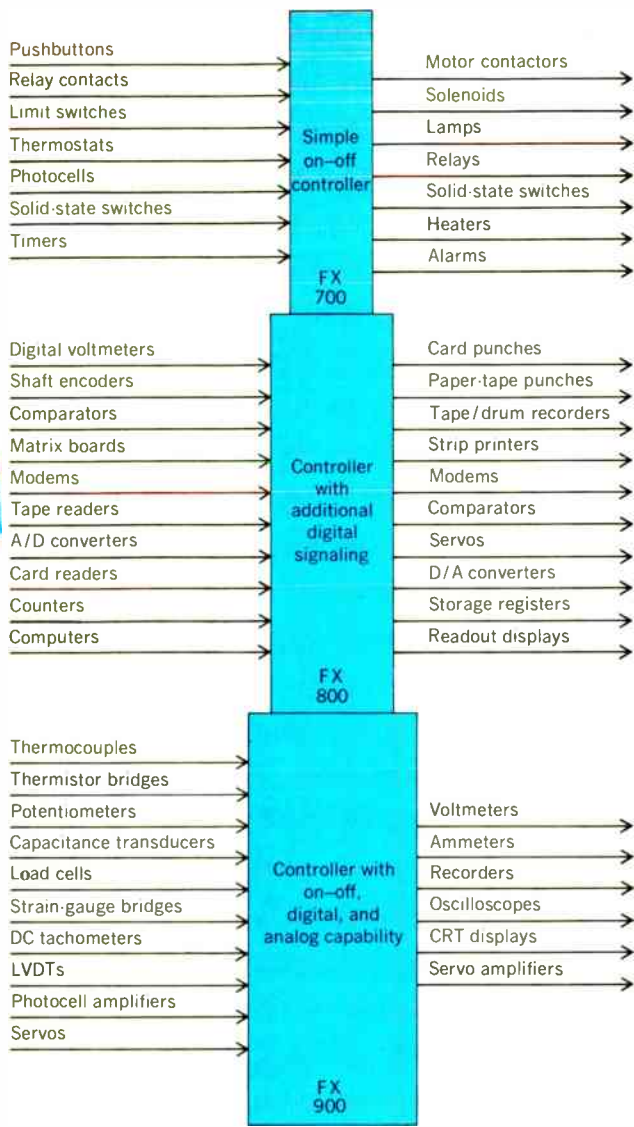 Pushbuttons
Relay contacts
Limit switches
Thermostats
Photocells
Solid-state switches
Timers
Simple
on–off
controller
FX
700
Motor contactors
Solenoids
Lamps
Relays
Solid-state switches
Heaters
Alarms
Digital voltmeters
Shaft encoders
Comparators
Matrix boards
Modems
Tape readers
A/D converters
Card readers
Counters
Computers
Controller
with
additional
digital
signaling
FX
800
Card punches
Paper-tape punches
Tape/drum recorders
Strip printers
Modems
Comparators
Servos
D/A converters
Storage registers
Readout displays
Thermocouples
Thermistor bridges
Potentiometers
Capacitance transducers
Load cells
Strain-gauge bridges
DC tachometers
LVDTs
Photocell amplifiers
Servos
Controller with
on–off,
digital, and
analog capability
FX
900
Voltmeters
Ammeters
Recorders
Oscilloscopes
CRT displays
Servo amplifiers